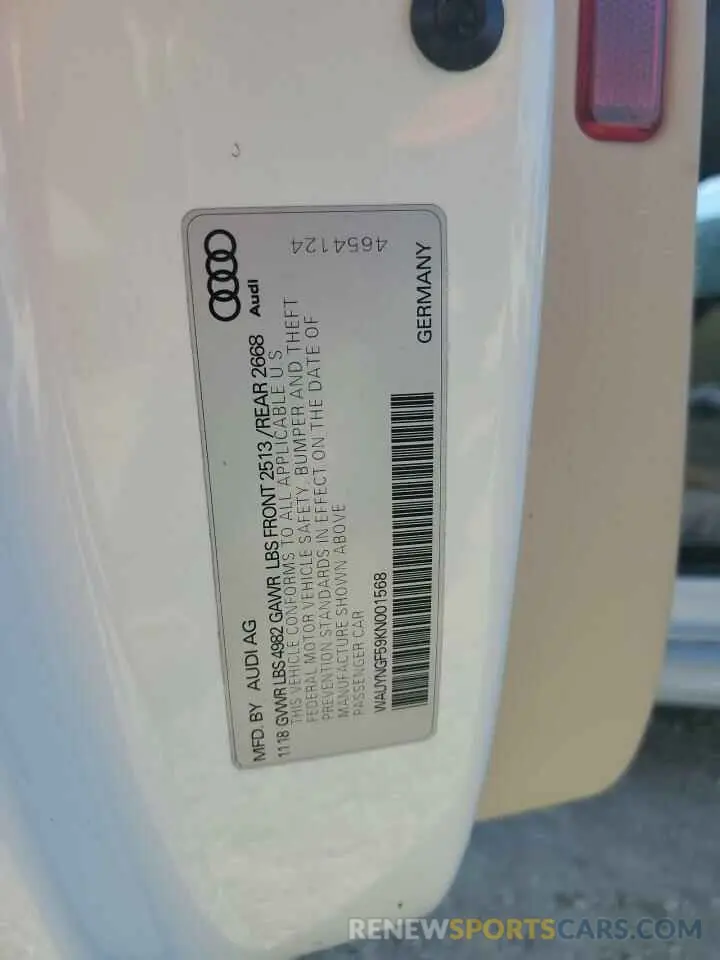 MFD. BY AUDI AG
1118 GVWR LBS 4982 GAWR LBS FRONT 2513 /REAR 2668
THIS VEHICLE CONFORMS TO ALL APPLICABLE U S
FEDERAL MOTOR VEHICLE SAFETY, BUMPER AND THEFT
PREVENTION STANDARDS IN EFFECT ON THE DATE OF
MANUFACTURE SHOWN ABOVE
PASSENGER CAR
WAUYNGF59KN001568
Audi
4654124
GERMANY
RENEWSPORTSCARS.COM